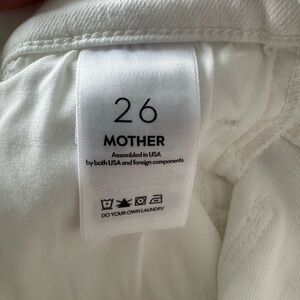 26
MOTHER
Assembled in USA
by both USA and foreign components
DO YOUR OWN LAUNDRY